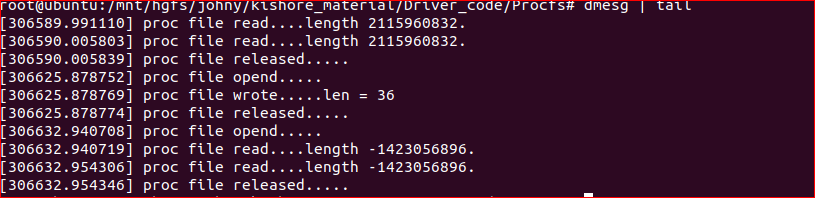 root@ubuntu:/mnt/hgfs/johny/kishore_material/Driver_code/Procfs# dmesg | tail
[306589.991110] proc file read....length 2115960832.
[306590.005803] proc file read....length 2115960832.
[306590.005839] proc file released.....
[306625.878752] proc file opend.....
[306625.878769] proc file wrote.....len = 36
[306625.878774] proc file released.....
[306632.940708] proc file opend.....
[306632.940719] proc file read....length -1423056896.
[306632.954306] proc file read....length -1423056896.
[306632.954346] proc file released.....